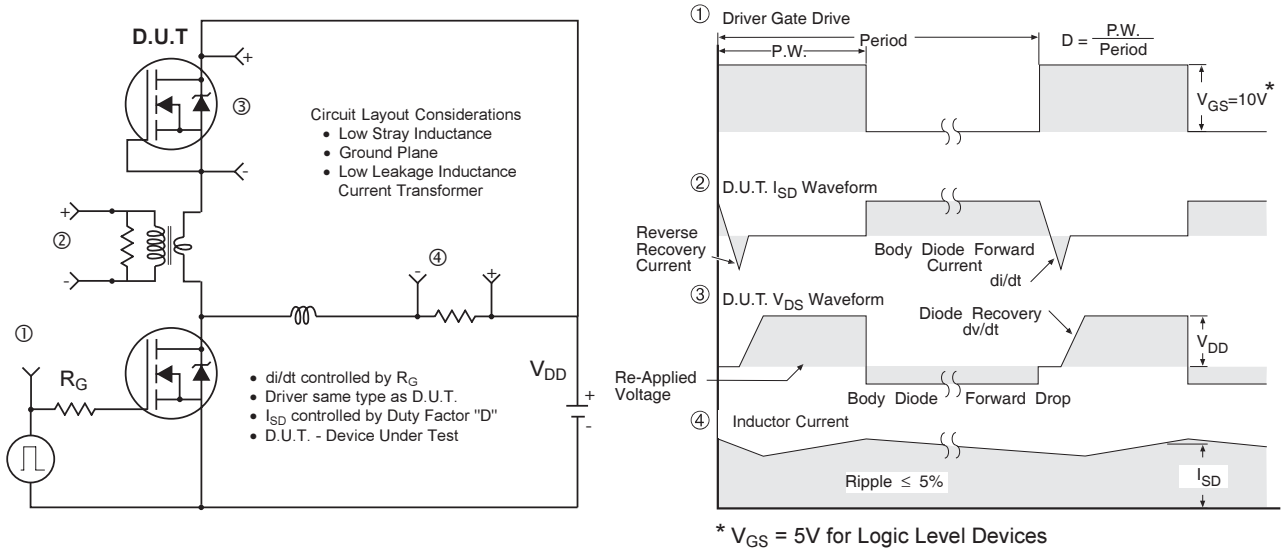 D.U.T
+
③
-
Circuit Layout Considerations
• Low Stray Inductance
• Ground Plane
• Low Leakage Inductance
Current Transformer
+
②
-
④
-
+
①
R_G
V_DD
+
-
• di/dt controlled by R_G
• Driver same type as D.U.T.
• I_SD controlled by Duty Factor "D"
• D.U.T. - Device Under Test
① Driver Gate Drive
Period
P.W.
D = P.W. / Period
V_GS=10V*
② D.U.T. I_SD Waveform
Reverse
Recovery
Current
Body Diode Forward
Current
di/dt
③ D.U.T. V_DS Waveform
Diode Recovery
dv/dt
V_DD
Re-Applied
Voltage
Body Diode Forward Drop
④ Inductor Current
Ripple ≤ 5%
I_SD
* V_GS = 5V for Logic Level Devices